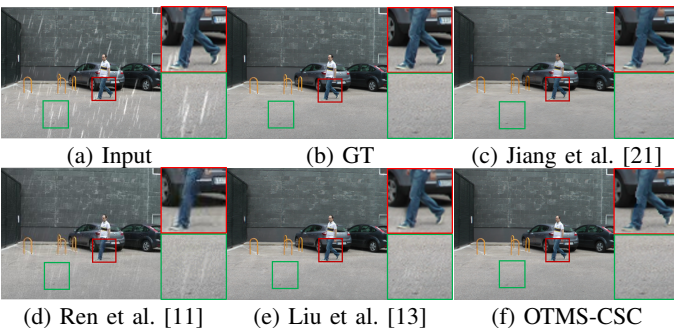 (a) Input
(b) GT
(c) Jiang et al. [21]
(d) Ren et al. [11]
(e) Liu et al. [13]
(f) OTMS-CSC